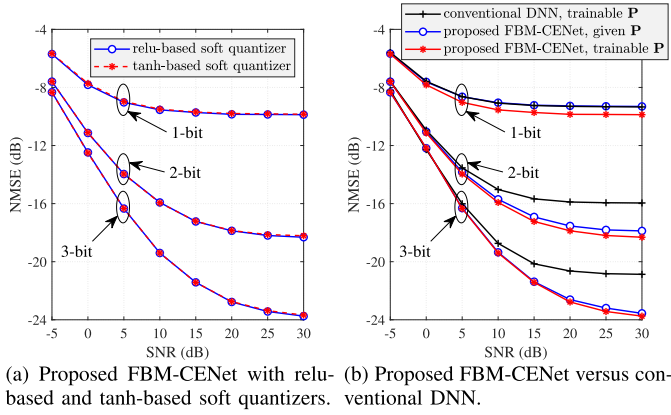 -4
-8
-12
-16
-20
-24
NMSE (dB)
relu-based soft quantizer
tanh-based soft quantizer
1-bit
2-bit
3-bit
-5 0 5 10 15 20 25 30
SNR (dB)
(a) Proposed FBM-CENet with relu-
based and tanh-based soft quantizers.
-4
-8
-12
-16
-20
-24
NMSE (dB)
conventional DNN, trainable P
proposed FBM-CENet, given P
proposed FBM-CENet, trainable P
1-bit
2-bit
3-bit
-5 0 5 10 15 20 25 30
SNR (dB)
(b) Proposed FBM-CENet versus con-
ventional DNN.